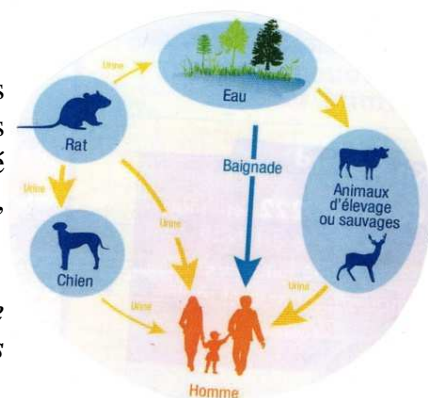 Urine
Eau
s
s
Rat
é
Baignade
Urine
Urine
,
Animaux
d'élevage
ou sauvages
Chien
Urine
Urine
e
s
Homme